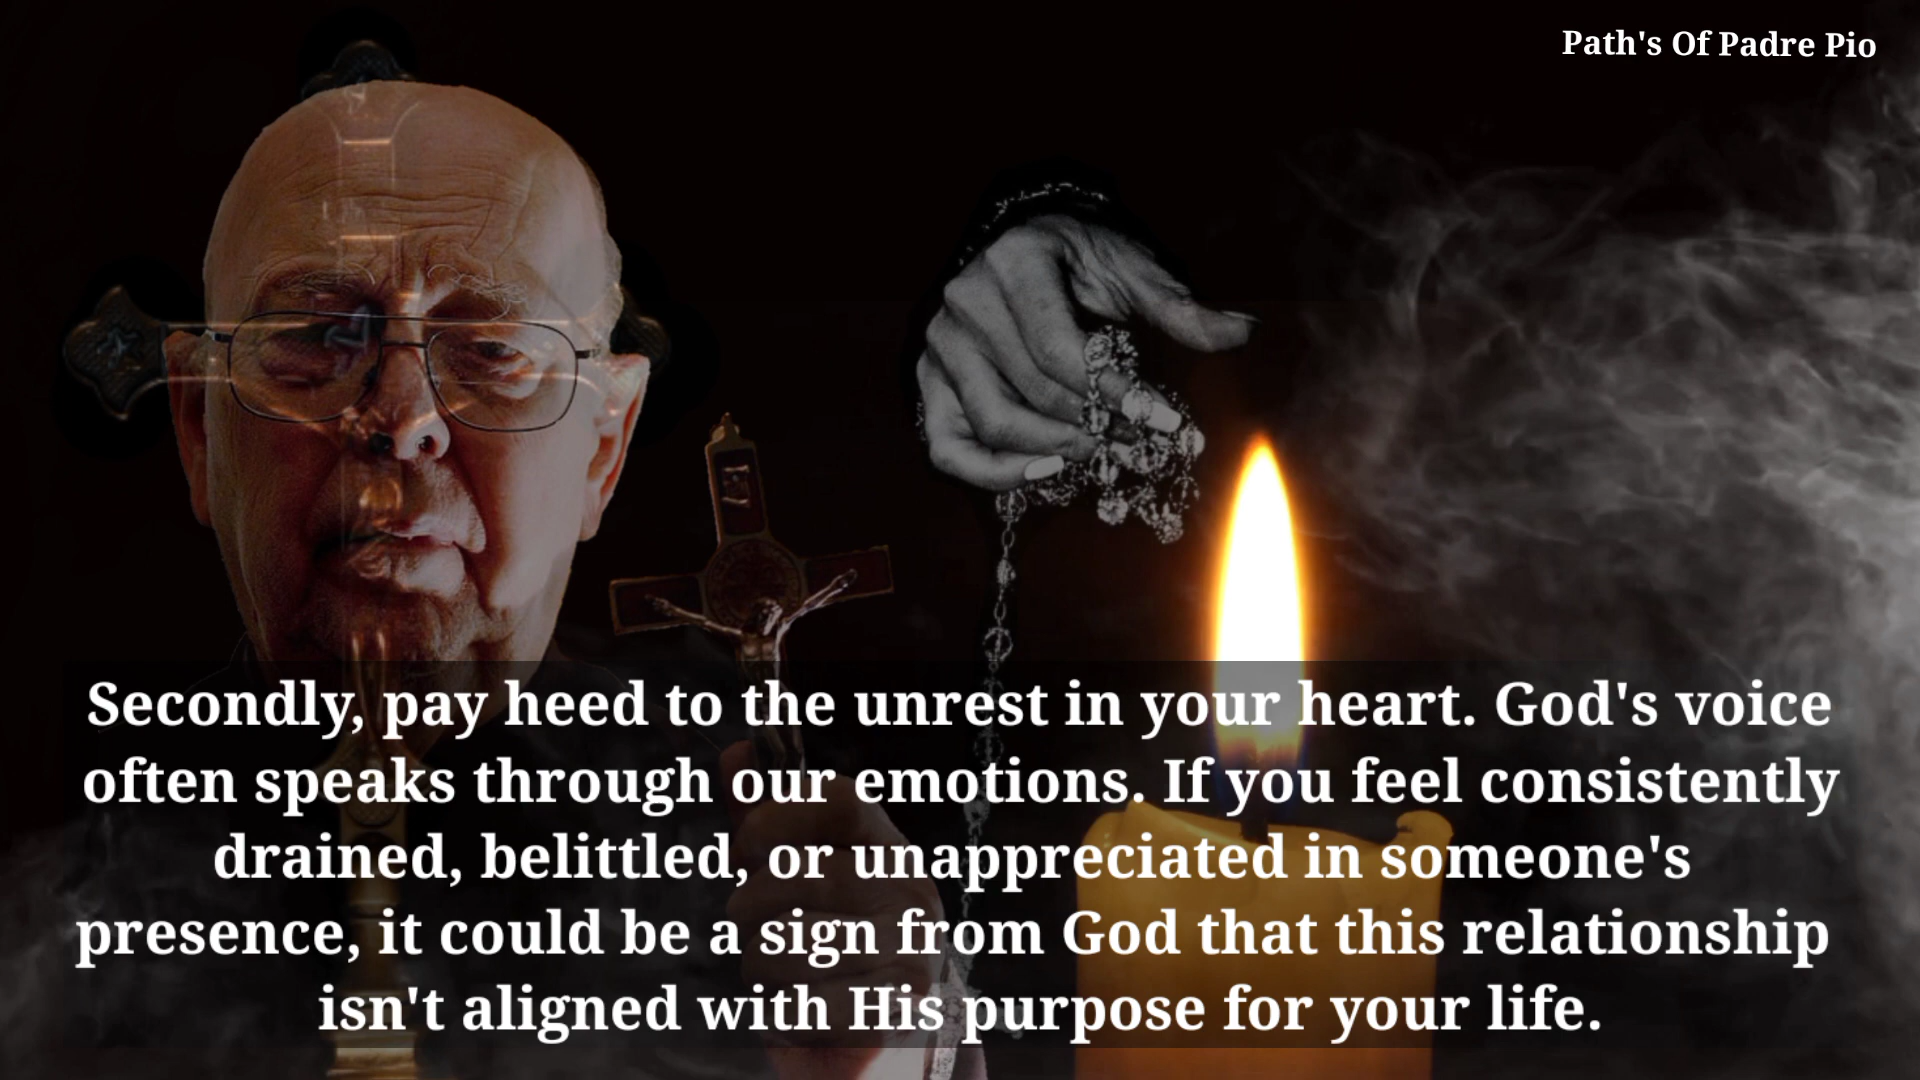 Path's Of Padre Pio
Secondly, pay heed to the unrest in your heart. God's voice
often speaks through our emotions. If you feel consistently
drained, belittled, or unappreciated in someone's
presence, it could be a sign from God that this relationship
isn't aligned with His purpose for your life.